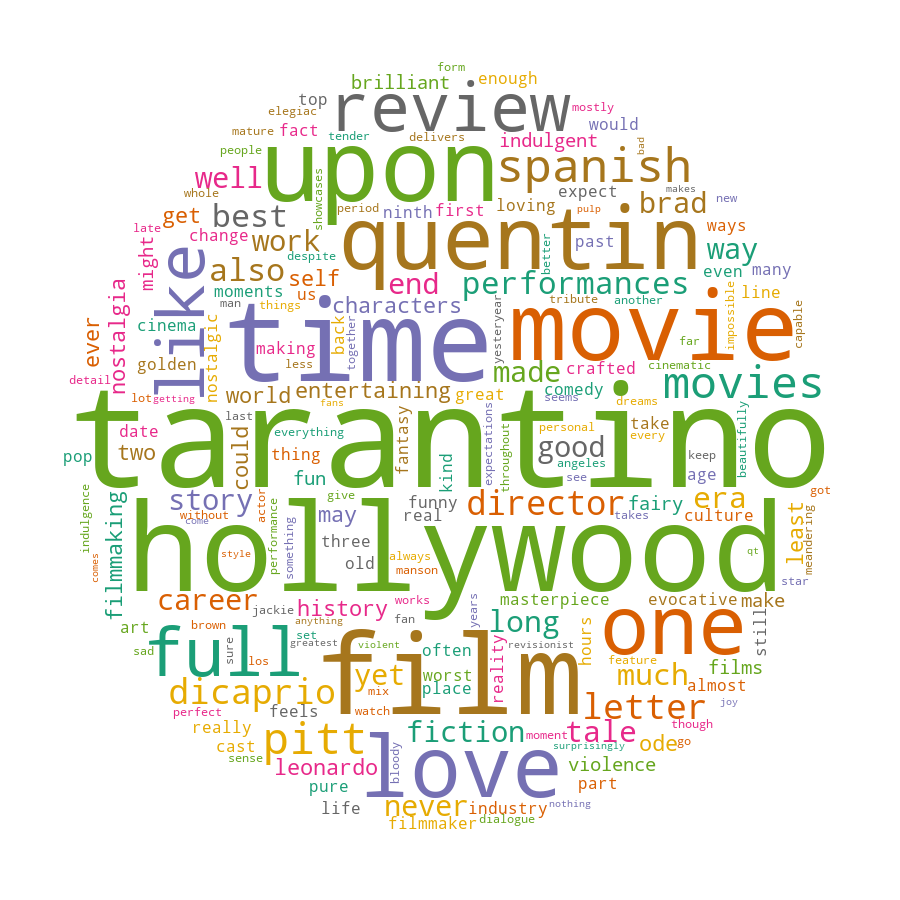 form
brilliant enough
top review mostly
elegiac would
mature fact tender delivers indulgent bad
people upon spanish
well showcases expect makes
whole period ninth first loving pulp brad new
late get best quentin past ways
might change work despite better way
like also self end performances even many
nostalgia moments us characters yesteryear tribute another impossible line
man things time movie capable
cinema back together far
nostalgic making
ever golden less made crafted cinematic
detail lot getting world entertaining great comedy seems movies
tarantino
fans dreams
date last fantasy expectations personal every take beautifully
two could everything good
pop thing kind throughout angeles see keep age
fun got
indulgence story give director fairy era
filmmaking without actor may funny culture least meandering
come performance something real
hollywood
three
comes style always qt
old manson star
career works masterpiece evocative make
jackie history years long one still
brown anything fan
art set
full sure greatest violent film often revisionist hours
sad los reality feature films
yet worst much
dicaprio mix place almost joy
perfect feels watch letter
really pitt fiction moment tale though
cast love surprisingly ode go
sense leonardo bloody violence
pure part
life never industry nothing
filmmaker dialogue